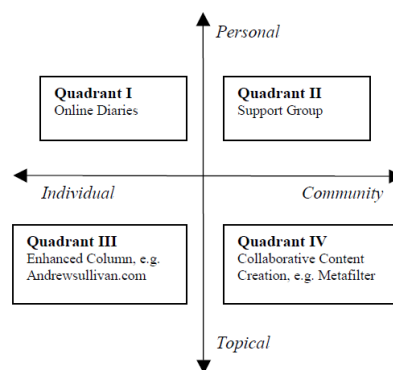 Personal
Quadrant I
Online Diaries
Quadrant II
Support Group
Individual
Community
Quadrant III
Enhanced Column, e.g.
Andrewsullivan.com
Quadrant IV
Collaborative Content
Creation, e.g. Metafilter
Topical